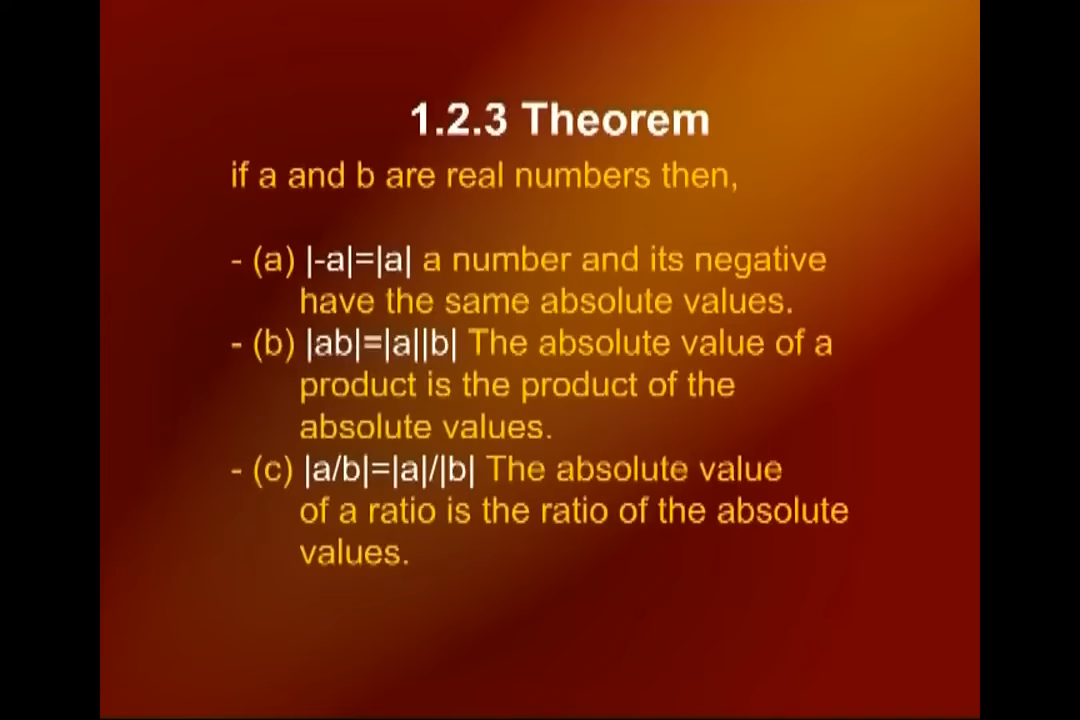 1.2.3 Theorem
if a and b are real numbers then,
- (a) |-a|=|a| a number and its negative
have the same absolute values.
- (b) |ab|=|a||b| The absolute value of a
product is the product of the
absolute values.
- (c) |a/b|=|a|/|b| The absolute value
of a ratio is the ratio of the absolute
values.